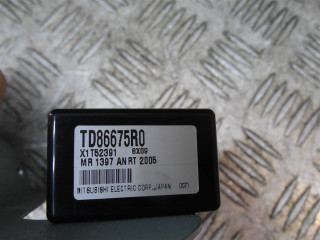 TD86675R0
X1T52391 6X09
MR 1397 AN RT 2005
MITSUBISHI ELECTRIC CORP. JAPAN